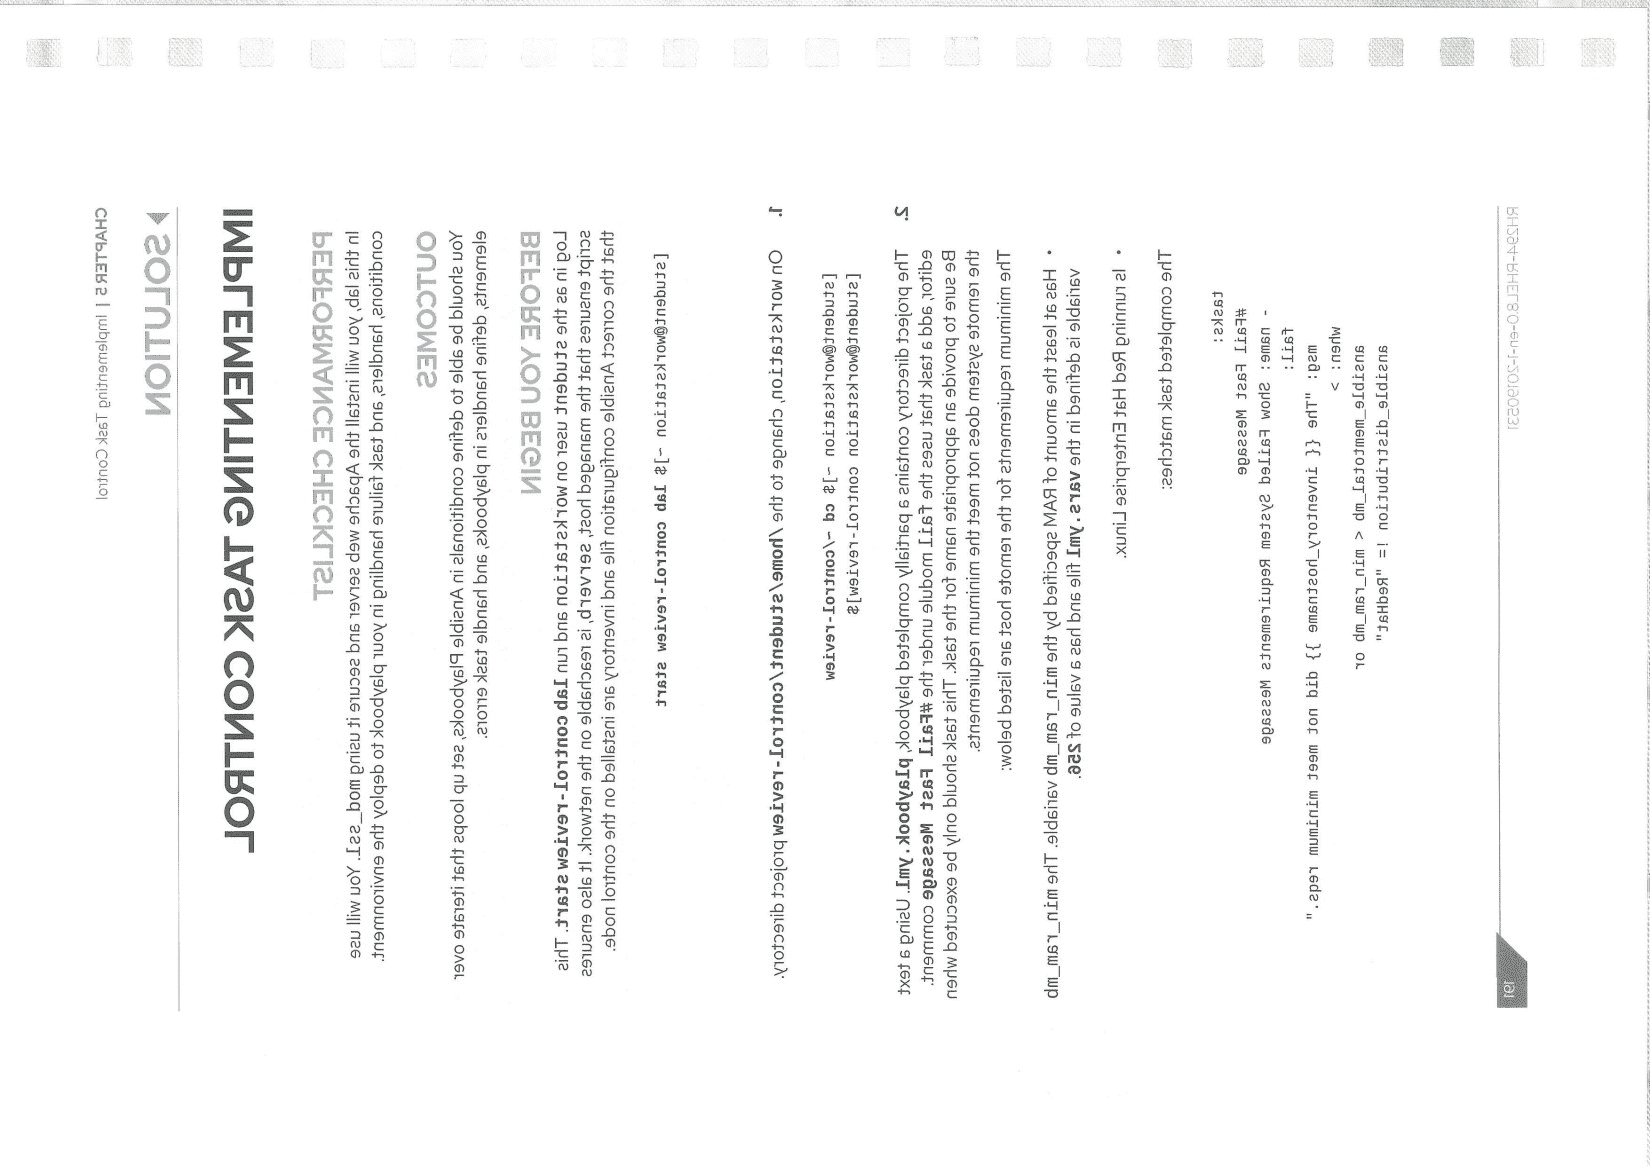 CHAPTER 5 | Implementing Task Control
▶ SOLUTION
IMPLEMENTING TASK CONTROL
PERFORMANCE CHECKLIST
In this lab, you will install the Apache web server and secure it using mod_ssl. You will use
conditions, handlers, and task failure handling in your playbook to deploy the environment.
OUTCOMES
You should be able to define conditionals in Ansible Playbooks, set up loops that iterate over
elements, define handlers in playbooks, and handle task errors.
BEFORE YOU BEGIN
Log in as the student user on workstation and run lab control-review start. This
script ensures that the managed host, serverb, is reachable on the network. It also ensures
that the correct Ansible configuration file and inventory are installed on the control node.
[student@workstation ~]$ lab control-review start
1. On workstation, change to the /home/student/control-review project directory.
[student@workstation ~]$ cd ~/control-review
[student@workstation control-review]$
2. The project directory contains a partially completed playbook, playbook.yml. Using a text
editor, add a task that uses the fail module under the #Fail Fast Message comment.
Be sure to provide an appropriate name for the task. This task should only be executed when
the remote system does not meet the minimum requirements.
The minimum requirements for the remote host are listed below:
• Has at least the amount of RAM specified by the min_ram_mb variable. The min_ram_mb
variable is defined in the vars.yml file and has a value of 256.
• Is running Red Hat Enterprise Linux.
The completed task matches:
tasks:
#Fail Fast Message
- name: Show Failed System Requirements Message
fail:
msg: "The {{ inventory_hostname }} did not meet minimum reqs."
when: >
ansible_memtotal_mb < min_ram_mb or
ansible_distribution != "RedHat"
RH294-RHEL8.0-en-1-20190531
191